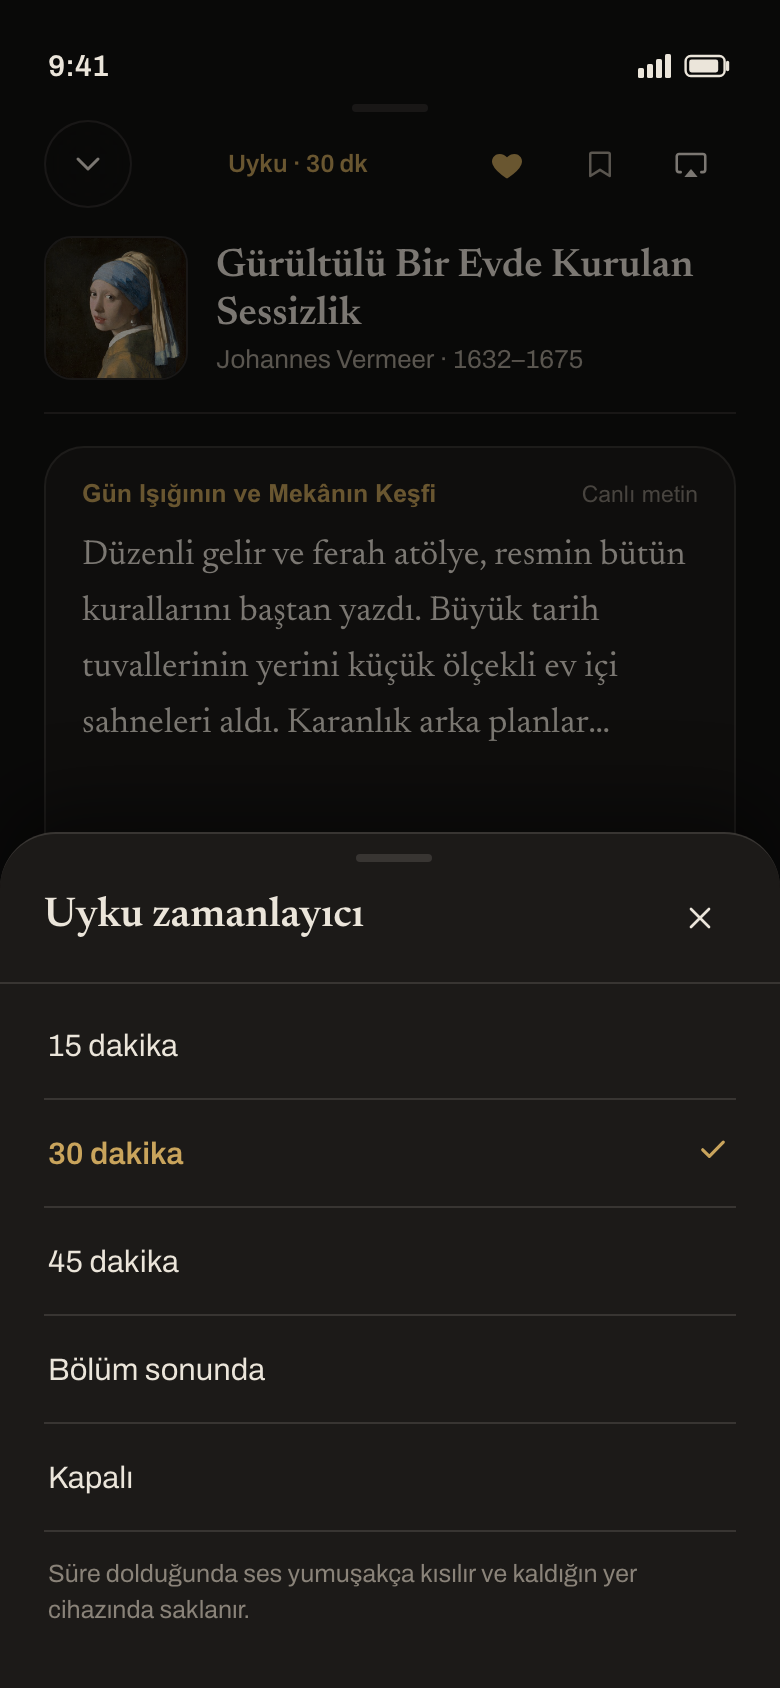 9:41
Uyku · 30 dk
Gürültülü Bir Evde Kurulan
Sessizlik
Johannes Vermeer · 1632–1675
Gün Işığının ve Mekânın Keşfi
Canlı metin
Düzenli gelir ve ferah atölye, resmin bütün
kurallarını baştan yazdı. Büyük tarih
tuvallerinin yerini küçük ölçekli ev içi
sahneleri aldı. Karanlık arka planlar...
Uyku zamanlayıcı
15 dakika
30 dakika
45 dakika
Bölüm sonunda
Kapalı
Süre dolduğunda ses yumuşakça kısılır ve kaldığın yer
cihazında saklanır.